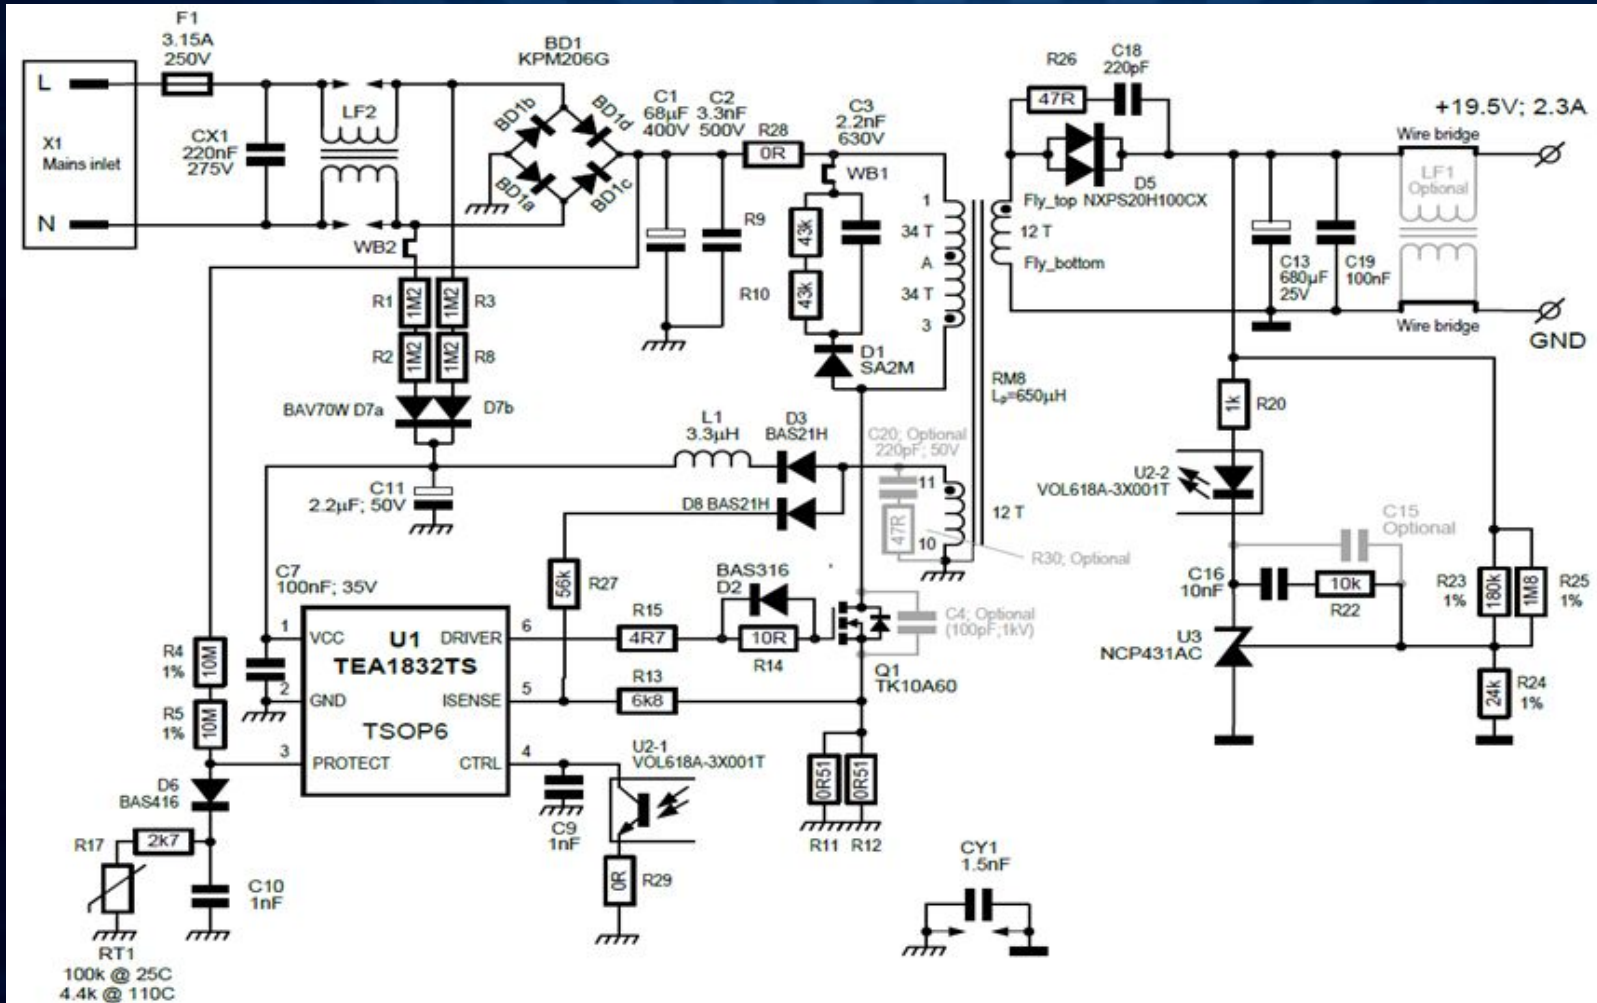 F1
3.15A
250V
L
X1
Mains inlet
N
CX1
220nF
275V
LF2
WB2
BD1
KPM206G
BD1b
BD1d
BD1a
BD1c
C1
68µF
400V
C2
3.3nF
500V
R28
0R
C3
2.2nF
630V
WB1
R9
43k
R10
43k
D1
SA2M
1
34 T
A
34 T
3
Fly_top
12 T
Fly_bottom
R26
47R
C18
220pF
D5
NXPS20H100CX
+19.5V; 2.3A
Wire bridge
LF1
Optional
Wire bridge
GND
C13
680µF
25V
C19
100nF
RM8
Lp=650µH
R1
1M2
1M2
R3
R2
1M2
1M2
R8
BAV70W D7a
D7b
L1
3.3µH
D3
BAS21H
D8 BAS21H
C20; Optional
220pF; 50V
11
47R
10
12 T
R30; Optional
C11
2.2µF; 50V
C7
100nF; 35V
56k
R27
BAS316
D2
R15
4R7
10R
R14
C4; Optional
(100pF;1kV)
Q1
TK10A60
R13
6k8
1
VCC
U1
TEA1832TS
TSOP6
DRIVER
6
2
GND
ISENSE
5
3
PROTECT
CTRL
4
R4
1%
10M
R5
1%
10M
D6
BAS416
R17
2k7
C10
1nF
RT1
100k @ 25C
4.4k @ 110C
C9
1nF
U2-1
VOL618A-3X001T
0R
R29
0R51
0R51
R11
R12
CY1
1.5nF
1k
R20
U2-2
VOL618A-3X001T
C15
Optional
C16
10nF
10k
R22
U3
NCP431AC
R23
1%
180k
1M8
R25
1%
24k
R24
1%